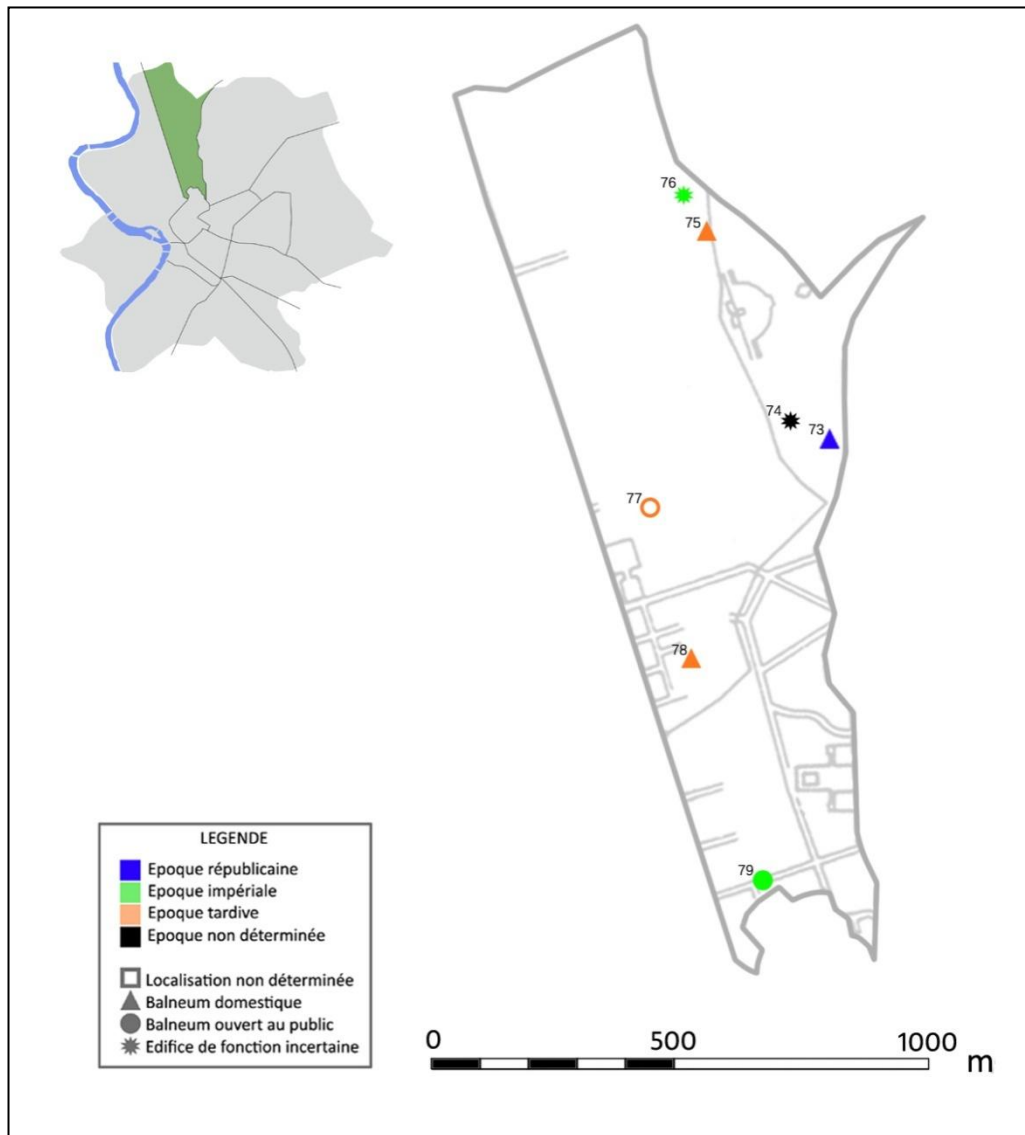 76
75
74
73
77
78
79
LEGENDE
Epoque républicaine
Epoque impériale
Epoque tardive
Epoque non déterminée
Localisation non déterminée
Balneum domestique
Balneum ouvert au public
Edifice de fonction incertaine
0 500 1000
m